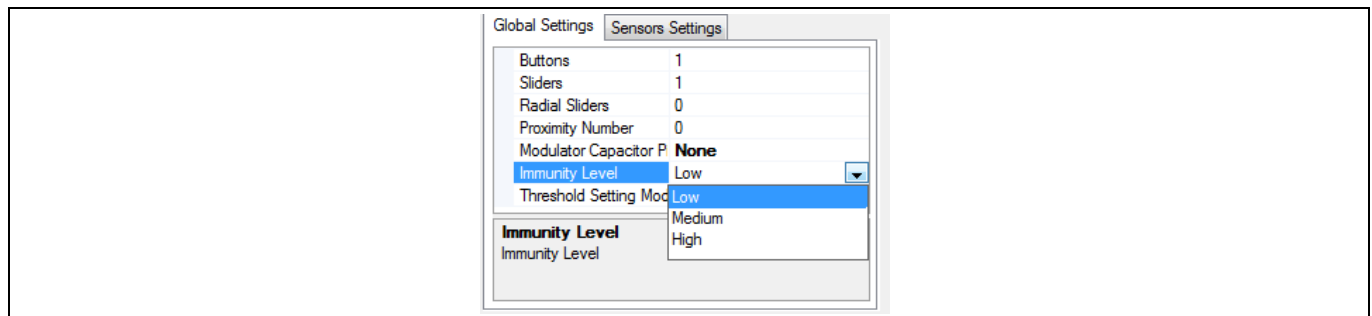 Global Settings Sensors Settings
Buttons 1
Sliders 1
Radial Sliders 0
Proximity Number 0
Modulator Capacitor P None
Immunity Level Low
Threshold Setting Mod Low
Medium
High
Immunity Level
Immunity Level